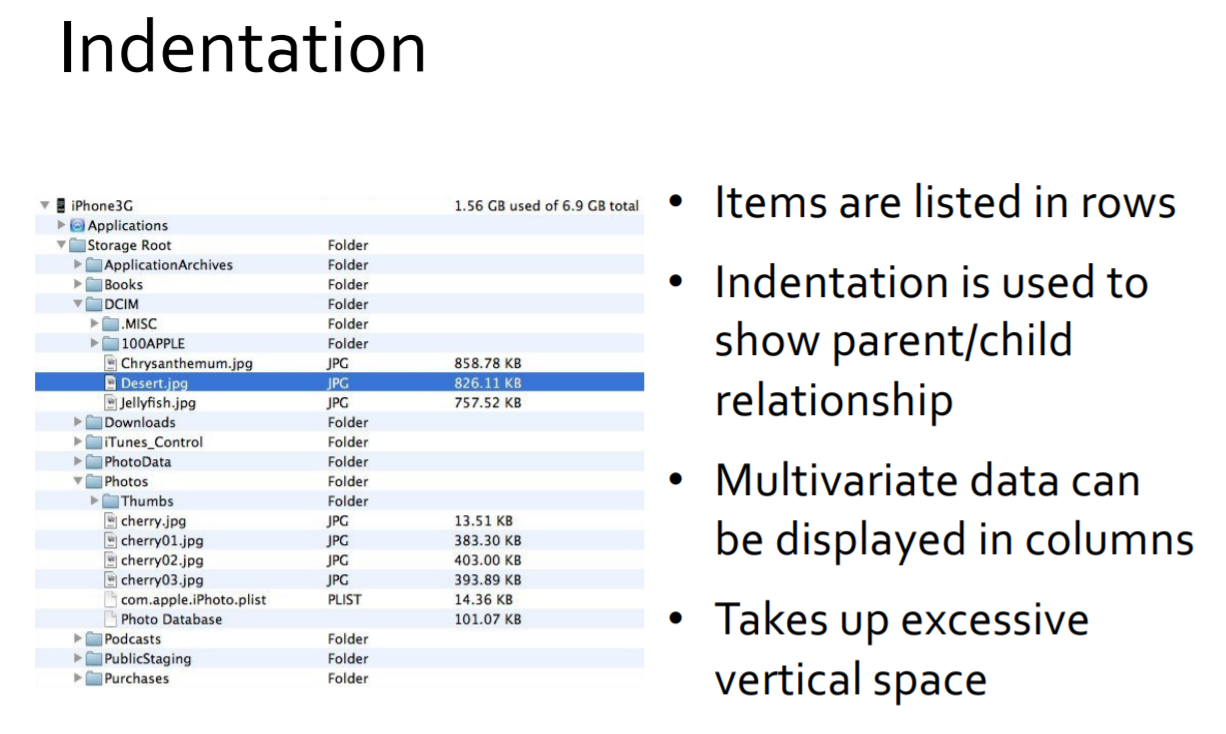 Indentation
iPhone3G 1.56 GB used of 6.9 GB total
Applications
Storage Root Folder
ApplicationArchives Folder
Books Folder
DCIM Folder
.MISC Folder
100APPLE Folder
Chrysanthemum.jpg JPG 858.78 KB
Desert.jpg JPG 826.11 KB
Jellyfish.jpg JPG 757.52 KB
Downloads Folder
iTunes_Control Folder
PhotoData Folder
Photos Folder
Thumbs Folder
cherry.jpg JPG 13.51 KB
cherry01.jpg JPG 383.30 KB
cherry02.jpg JPG 403.00 KB
cherry03.jpg JPG 393.89 KB
com.apple.iPhoto.plist PLIST 14.36 KB
Photo Database 101.07 KB
Podcasts Folder
PublicStaging Folder
Purchases Folder
• Items are listed in rows
• Indentation is used to
show parent/child
relationship
• Multivariate data can
be displayed in columns
• Takes up excessive
vertical space